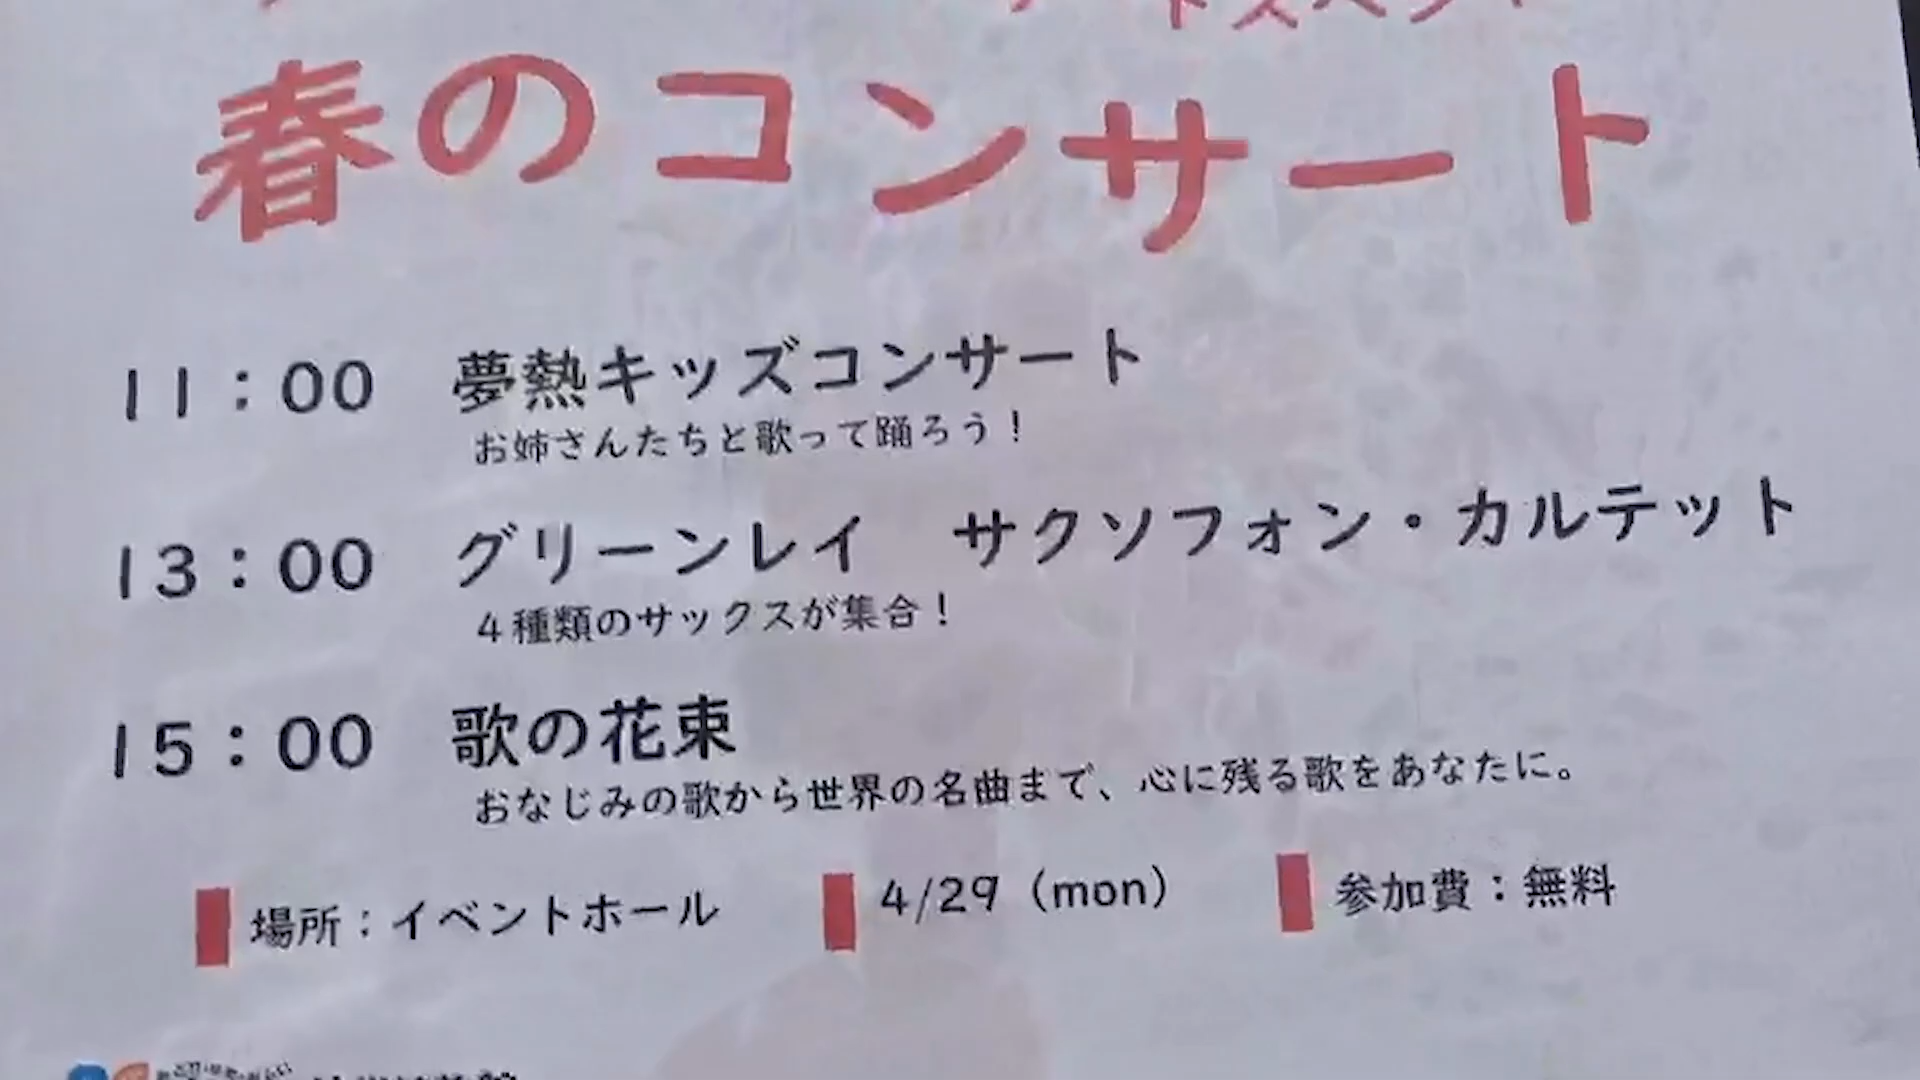 春のコンサート
11：00 夢熱キッズコンサート
お姉さんたちと歌って踊ろう！
13：00 グリーンレイ サクソフォン・カルテット
4種類のサックスが集合！
15：00 歌の花束
おなじみの歌から世界の名曲まで、心に残る歌をあなたに。
場所：イベントホール 4/29（mon） 参加費：無料